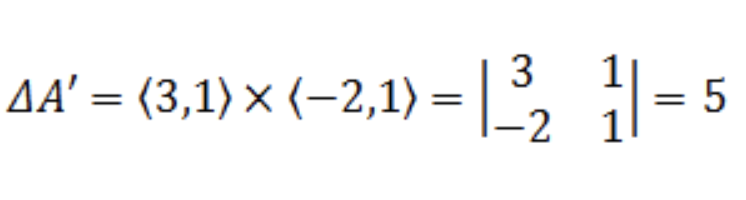 ΔA′ = ⟨3,1⟩ × ⟨−2,1⟩ = |3 1| = 5
|−2 1|